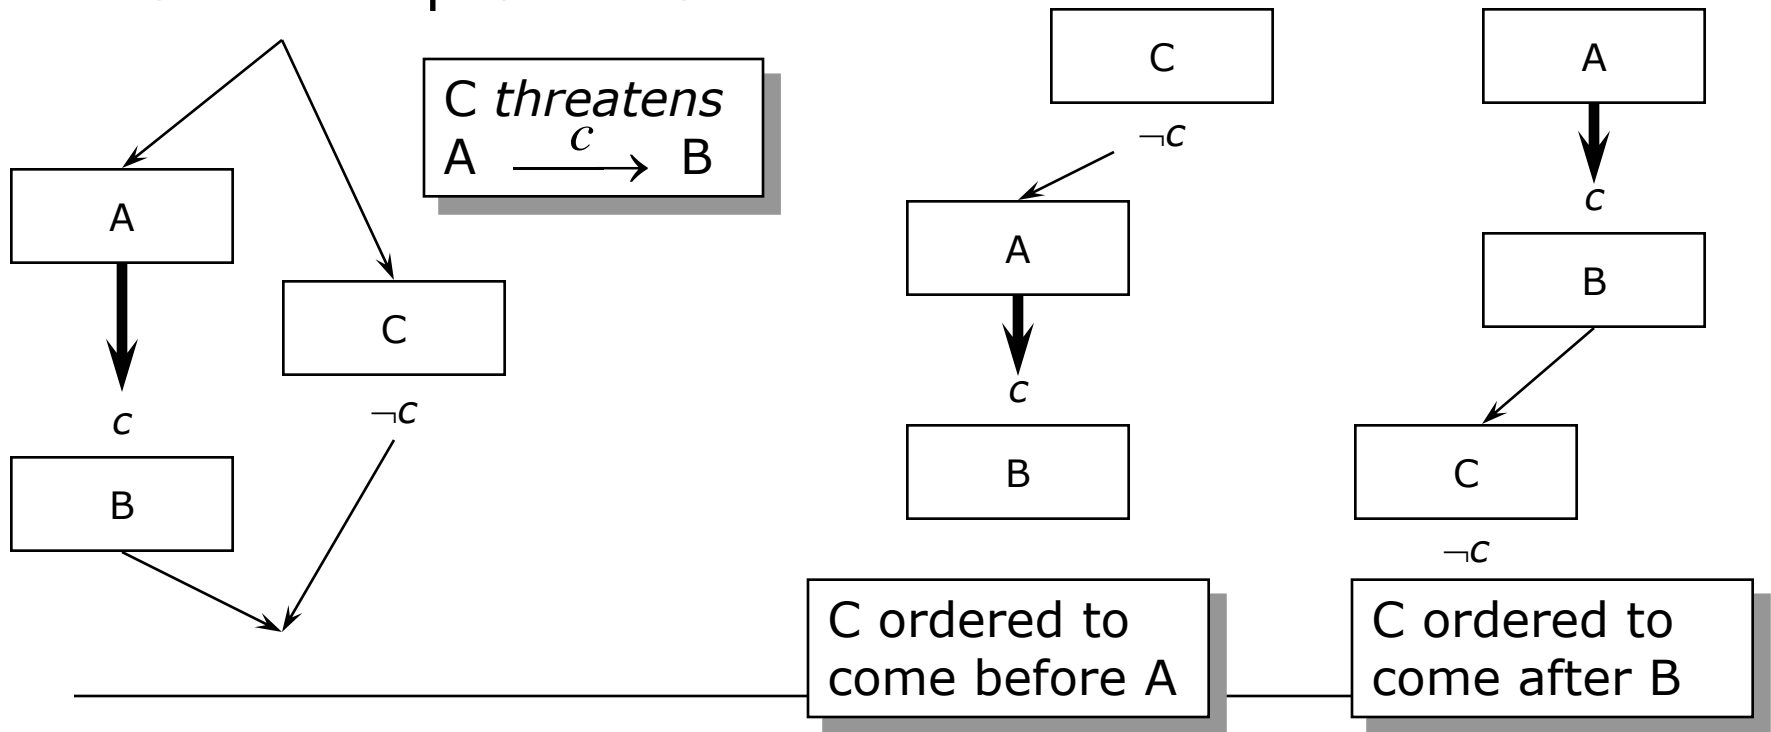 C threatens
A c B
A
c
B
C
¬c
C
¬c
A
c
B
C ordered to
come before A
A
c
B
C
¬c
C ordered to
come after B